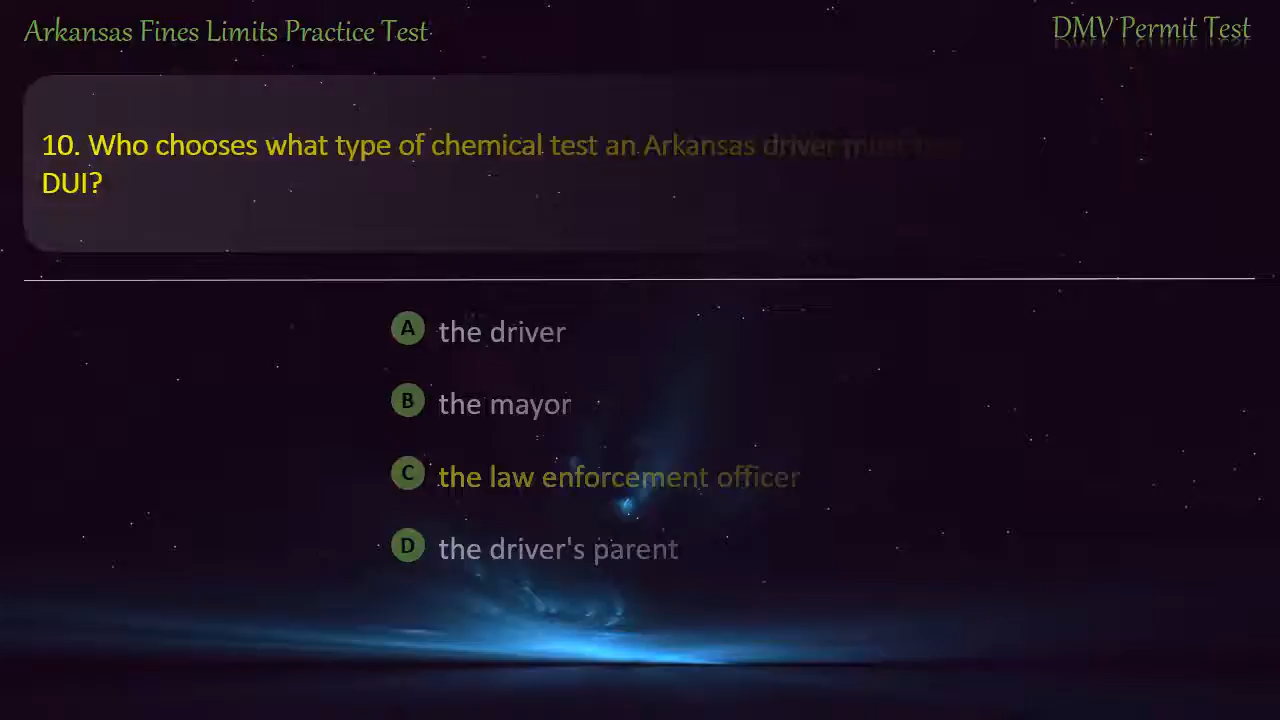 Arkansas Fines Limits Practice Test
DMV Permit Test
10. Who chooses what type of chemical test an Arkansas driver must
DUI?
A the driver
B the mayor
C the law enforcement officer
D the driver's parent